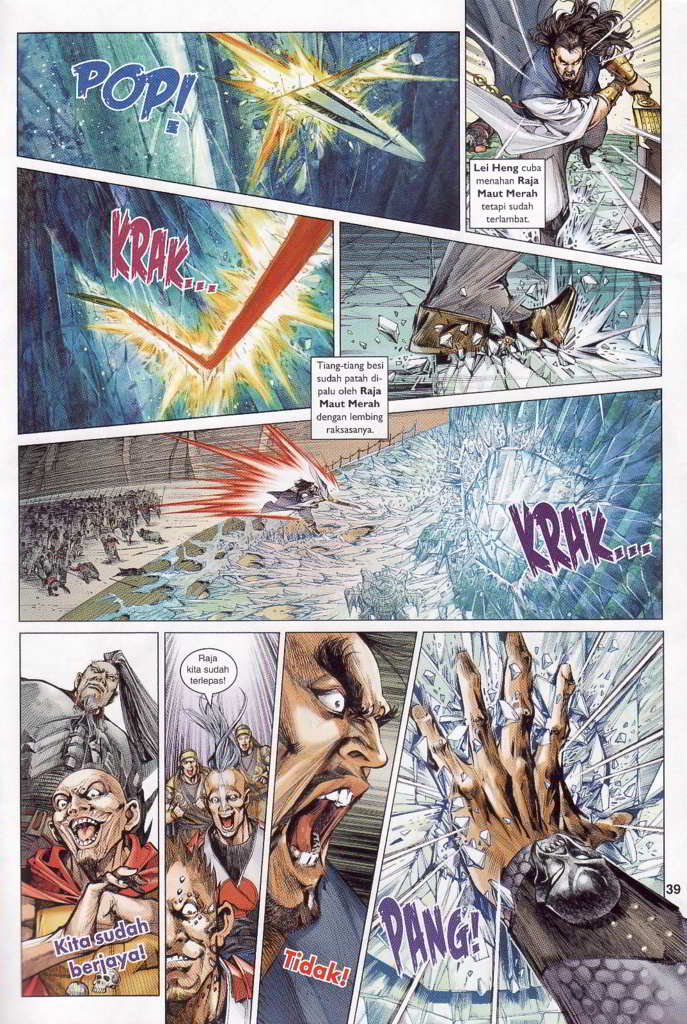 POP!
Lei Heng cuba
menahan Raja
Maut Merah
tetapi sudah
terlambat.
KRAK...
Tiang-tiang besi
sudah patah di-
palu oleh Raja
Maut Merah
dengan lembing
raksasanya.
KRAK...
Kita sudah
berjaya!
Raja
kita sudah
terlepas!
Tidak!
PANG!
39